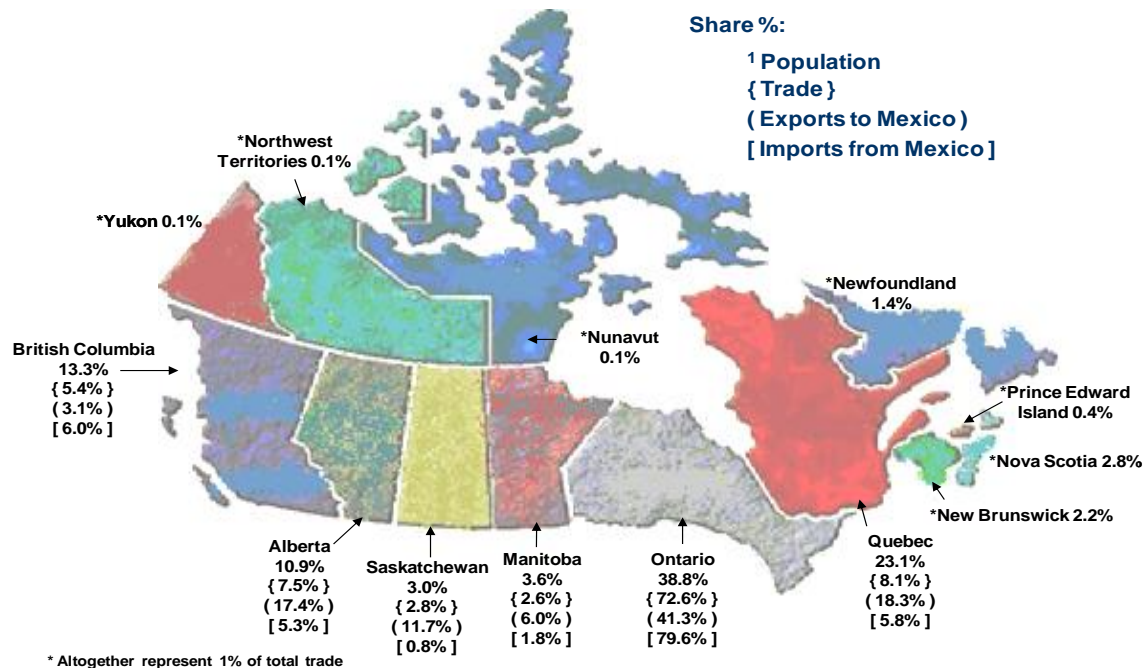 Share %:
¹ Population
{ Trade }
( Exports to Mexico )
[ Imports from Mexico ]
*Northwest
Territories 0.1%
*Yukon 0.1%
*Newfoundland
1.4%
*Nunavut
0.1%
British Columbia
13.3%
{ 5.4% }
( 3.1% )
[ 6.0% ]
*Prince Edward
Island 0.4%
*Nova Scotia 2.8%
*New Brunswick 2.2%
Alberta
10.9%
{ 7.5% }
( 17.4% )
[ 5.3% ]
Saskatchewan
3.0%
{ 2.8% }
( 11.7% )
[ 0.8% ]
Manitoba
3.6%
{ 2.6% }
( 6.0% )
[ 1.8% ]
Ontario
38.8%
{ 72.6% }
( 41.3% )
[ 79.6% ]
Quebec
23.1%
{ 8.1% }
( 18.3% )
[ 5.8% ]
* Altogether represent 1% of total trade